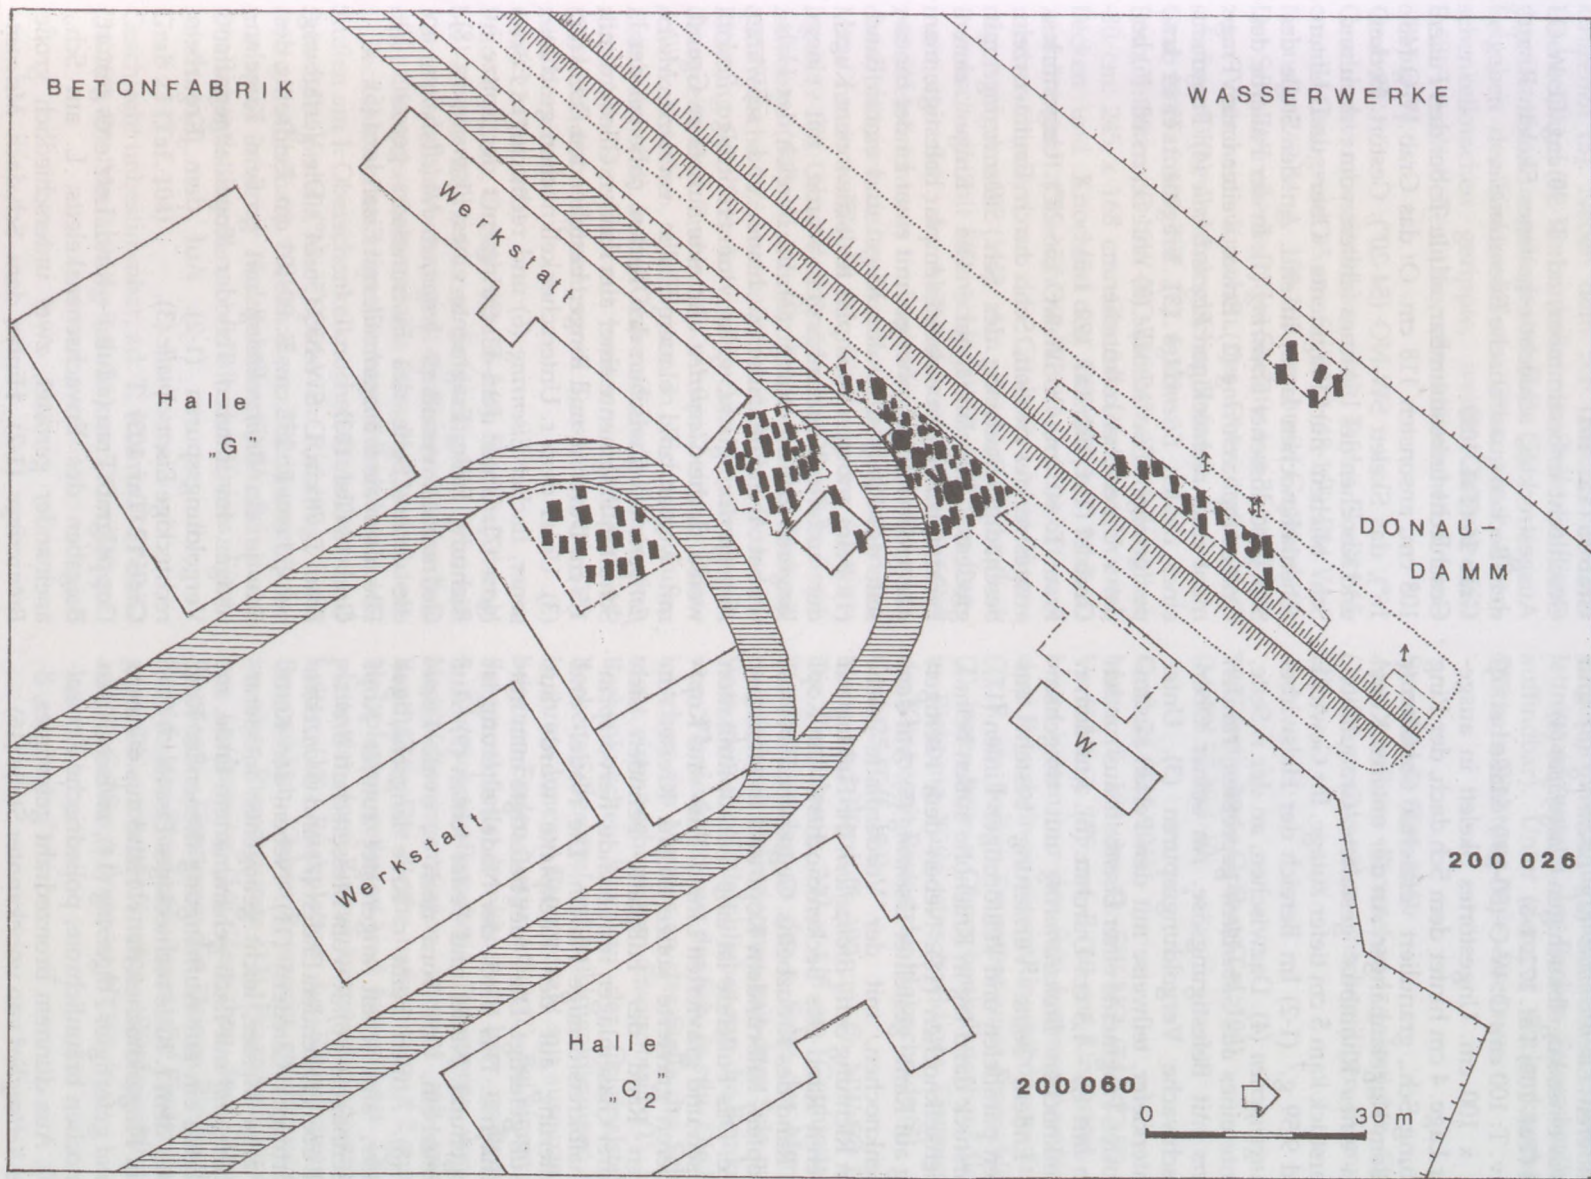 BETONFABRIK
WASSERWERKE
Werkstatt
Halle
„G”
DONAU–
DAMM
W.
Werkstatt
200 026
Halle
„C2”
200 060
0 30 m